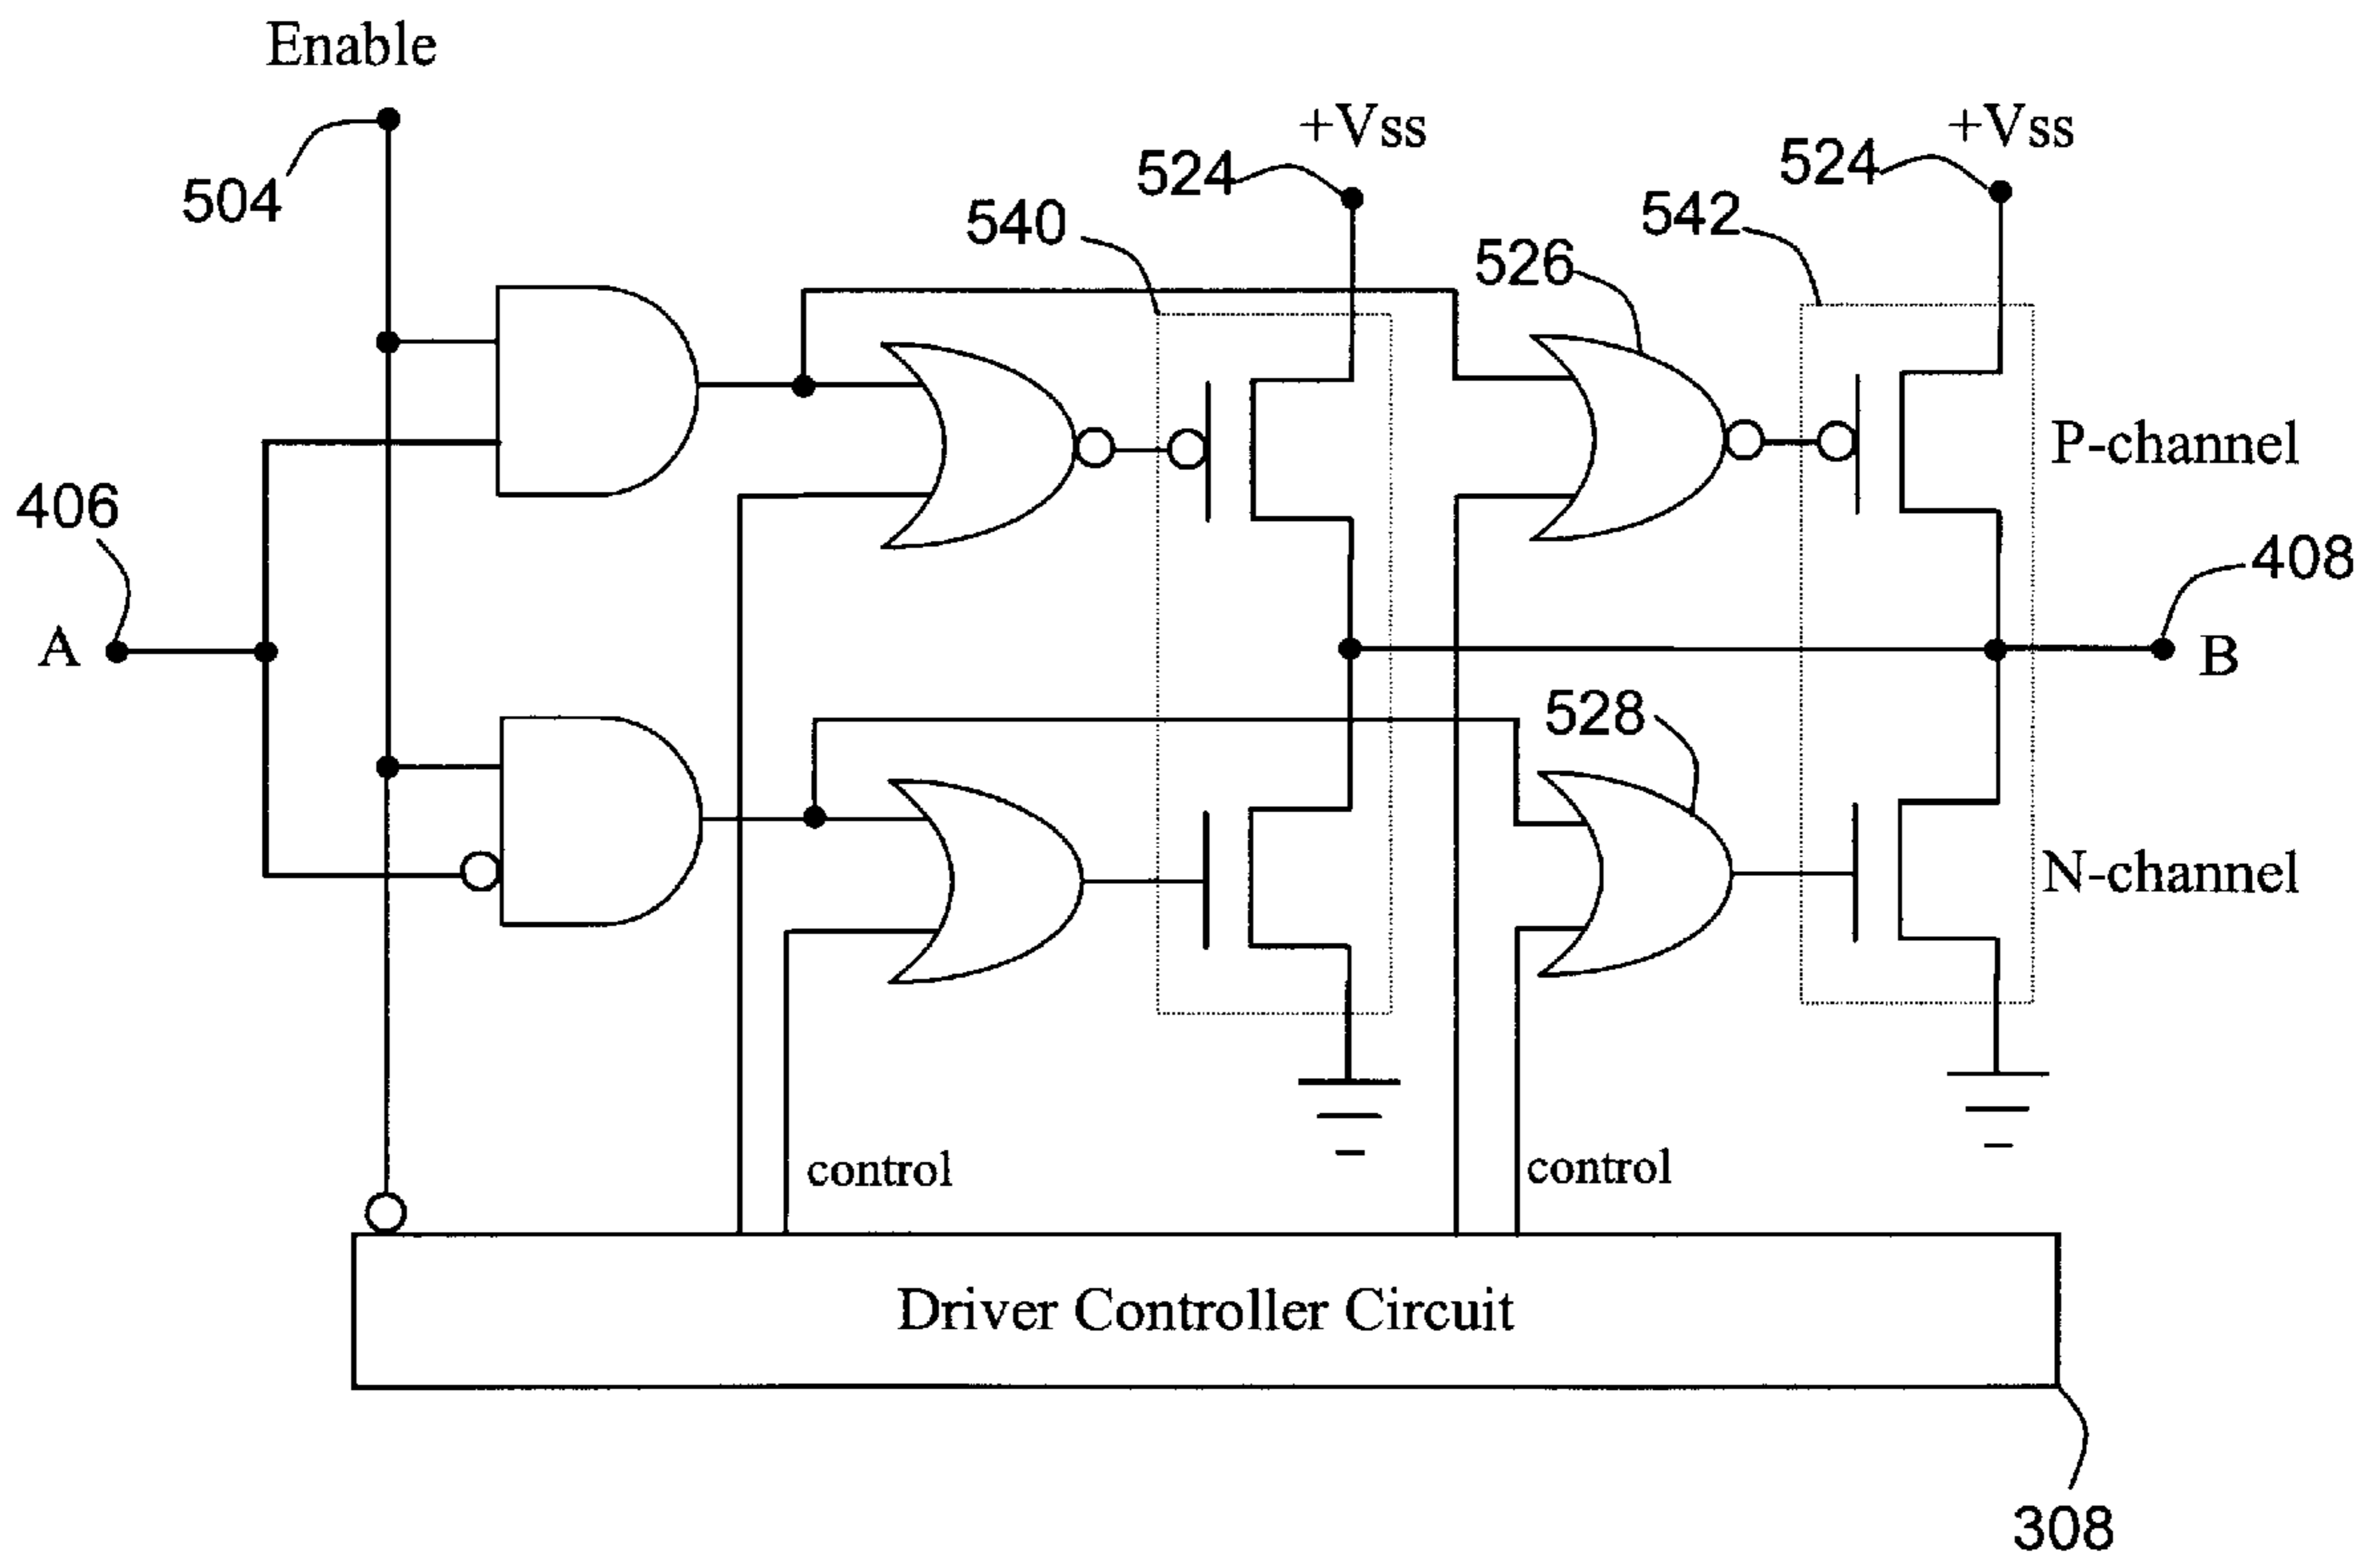 Enable
504
+Vss
524
540
+Vss
524
542
526
P-channel
406
408
A
B
528
N-channel
control
control
Driver Controller Circuit
308